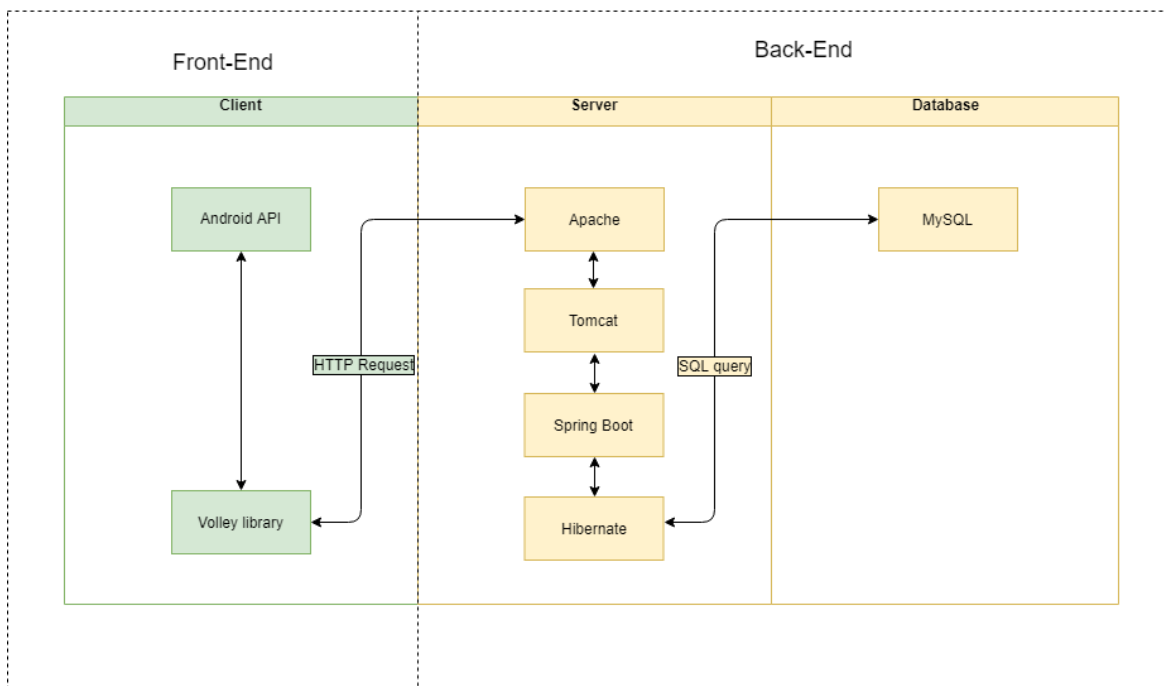 Front-End
Back-End
Client
Server
Database
Android API
Apache
MySQL
Tomcat
HTTP Request
SQL query
Spring Boot
Volley library
Hibernate